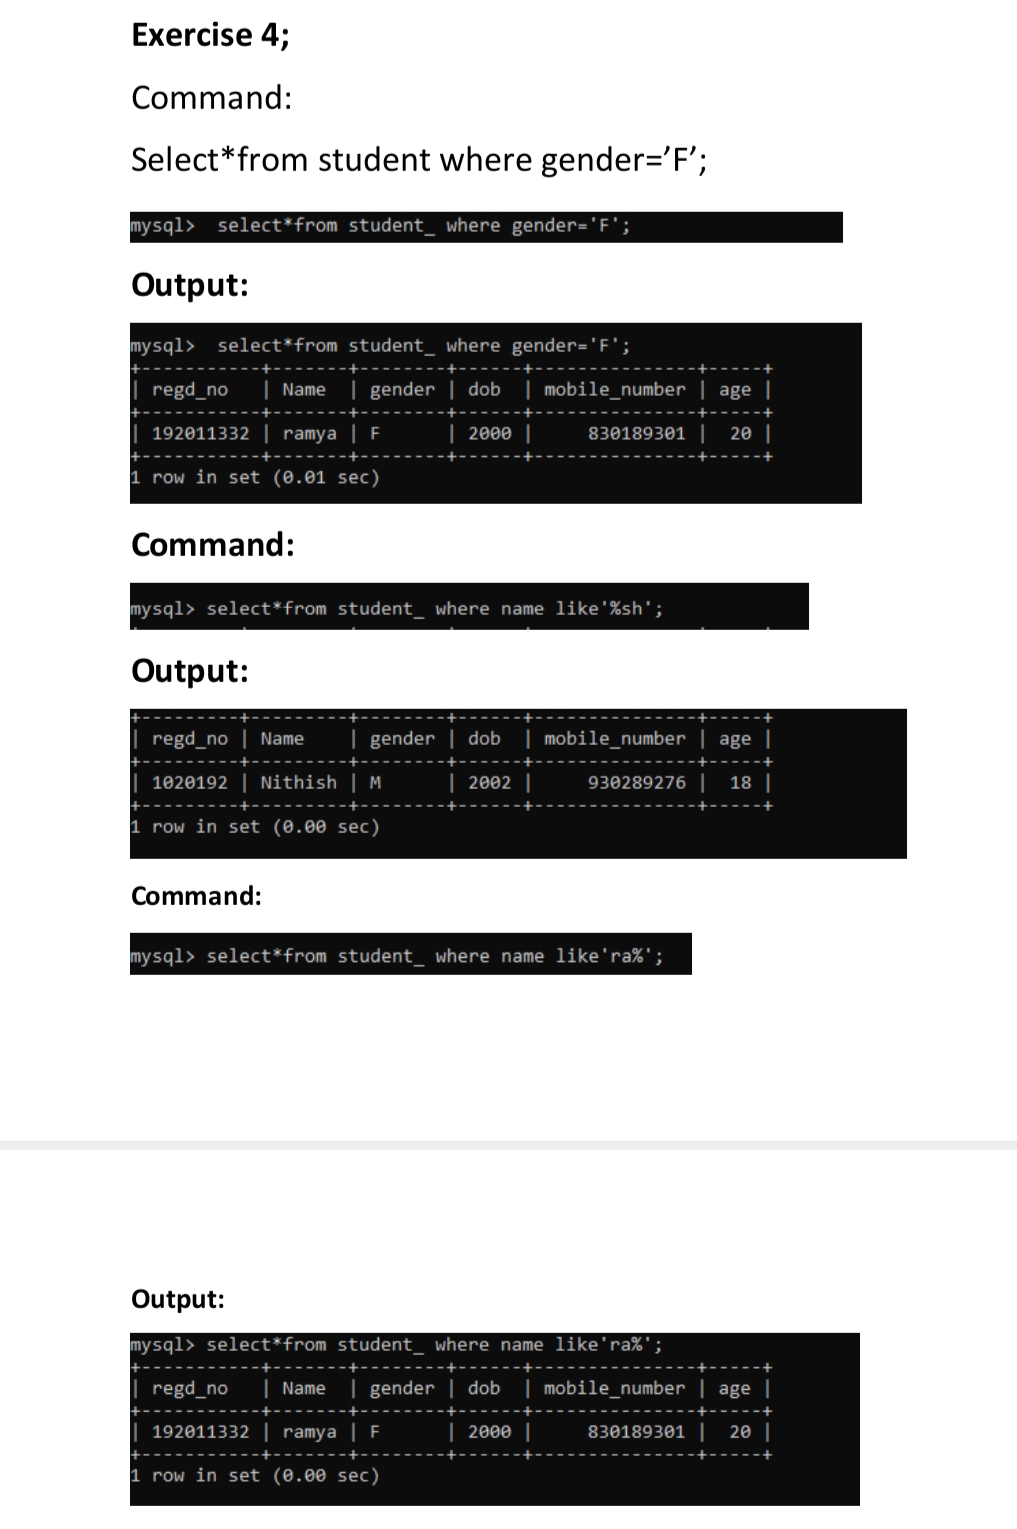 Exercise 4;
Command:
Select*from student where gender=’F’;
mysql>  select*from student_ where gender='F';
Output:
mysql>  select*from student_ where gender='F';
+-----------+-------+--------+------+---------------+-----+
| regd_no   | Name  | gender | dob  | mobile_number | age |
+-----------+-------+--------+------+---------------+-----+
| 192011332 | ramya | F      | 2000 |     830189301 |  20 |
+-----------+-------+--------+------+---------------+-----+
1 row in set (0.01 sec)
Command:
mysql> select*from student_ where name like'%sh';
Output:
+---------+---------+--------+------+---------------+-----+
| regd_no | Name    | gender | dob  | mobile_number | age |
+---------+---------+--------+------+---------------+-----+
| 1020192 | Nithish | M      | 2002 |     930289276 |  18 |
+---------+---------+--------+------+---------------+-----+
1 row in set (0.00 sec)
Command:
mysql> select*from student_ where name like'ra%';
Output:
mysql> select*from student_ where name like'ra%';
+-----------+-------+--------+------+---------------+-----+
| regd_no   | Name  | gender | dob  | mobile_number | age |
+-----------+-------+--------+------+---------------+-----+
| 192011332 | ramya | F      | 2000 |     830189301 |  20 |
+-----------+-------+--------+------+---------------+-----+
1 row in set (0.00 sec)